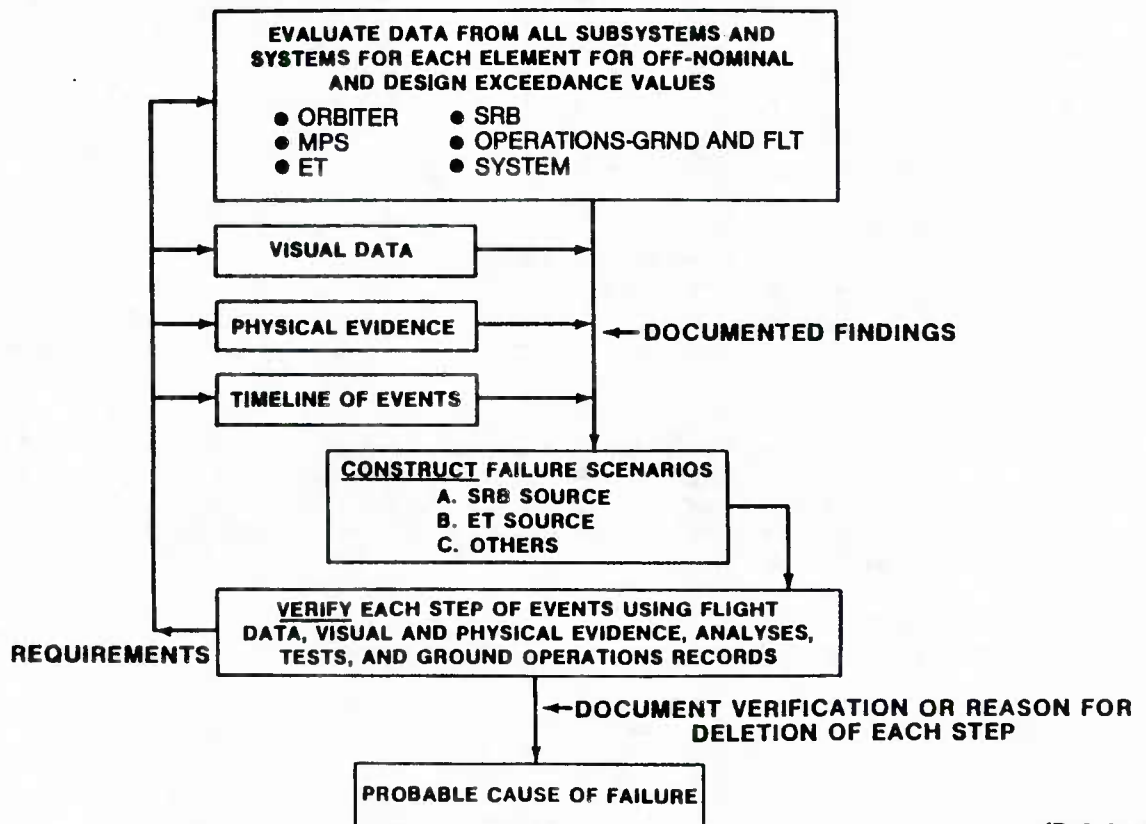 EVALUATE DATA FROM ALL SUBSYSTEMS AND
SYSTEMS FOR EACH ELEMENT FOR OFF-NOMINAL
AND DESIGN EXCEEDANCE VALUES
● ORBITER
● MPS
● ET
● SRB
● OPERATIONS-GRND AND FLT
● SYSTEM
VISUAL DATA
PHYSICAL EVIDENCE
DOCUMENTED FINDINGS
TIMELINE OF EVENTS
CONSTRUCT FAILURE SCENARIOS
A. SRB SOURCE
B. ET SOURCE
C. OTHERS
VERIFY EACH STEP OF EVENTS USING FLIGHT
DATA, VISUAL AND PHYSICAL EVIDENCE, ANALYSES,
TESTS, AND GROUND OPERATIONS RECORDS
REQUIREMENTS
DOCUMENT VERIFICATION OR REASON FOR
DELETION OF EACH STEP
PROBABLE CAUSE OF FAILURE